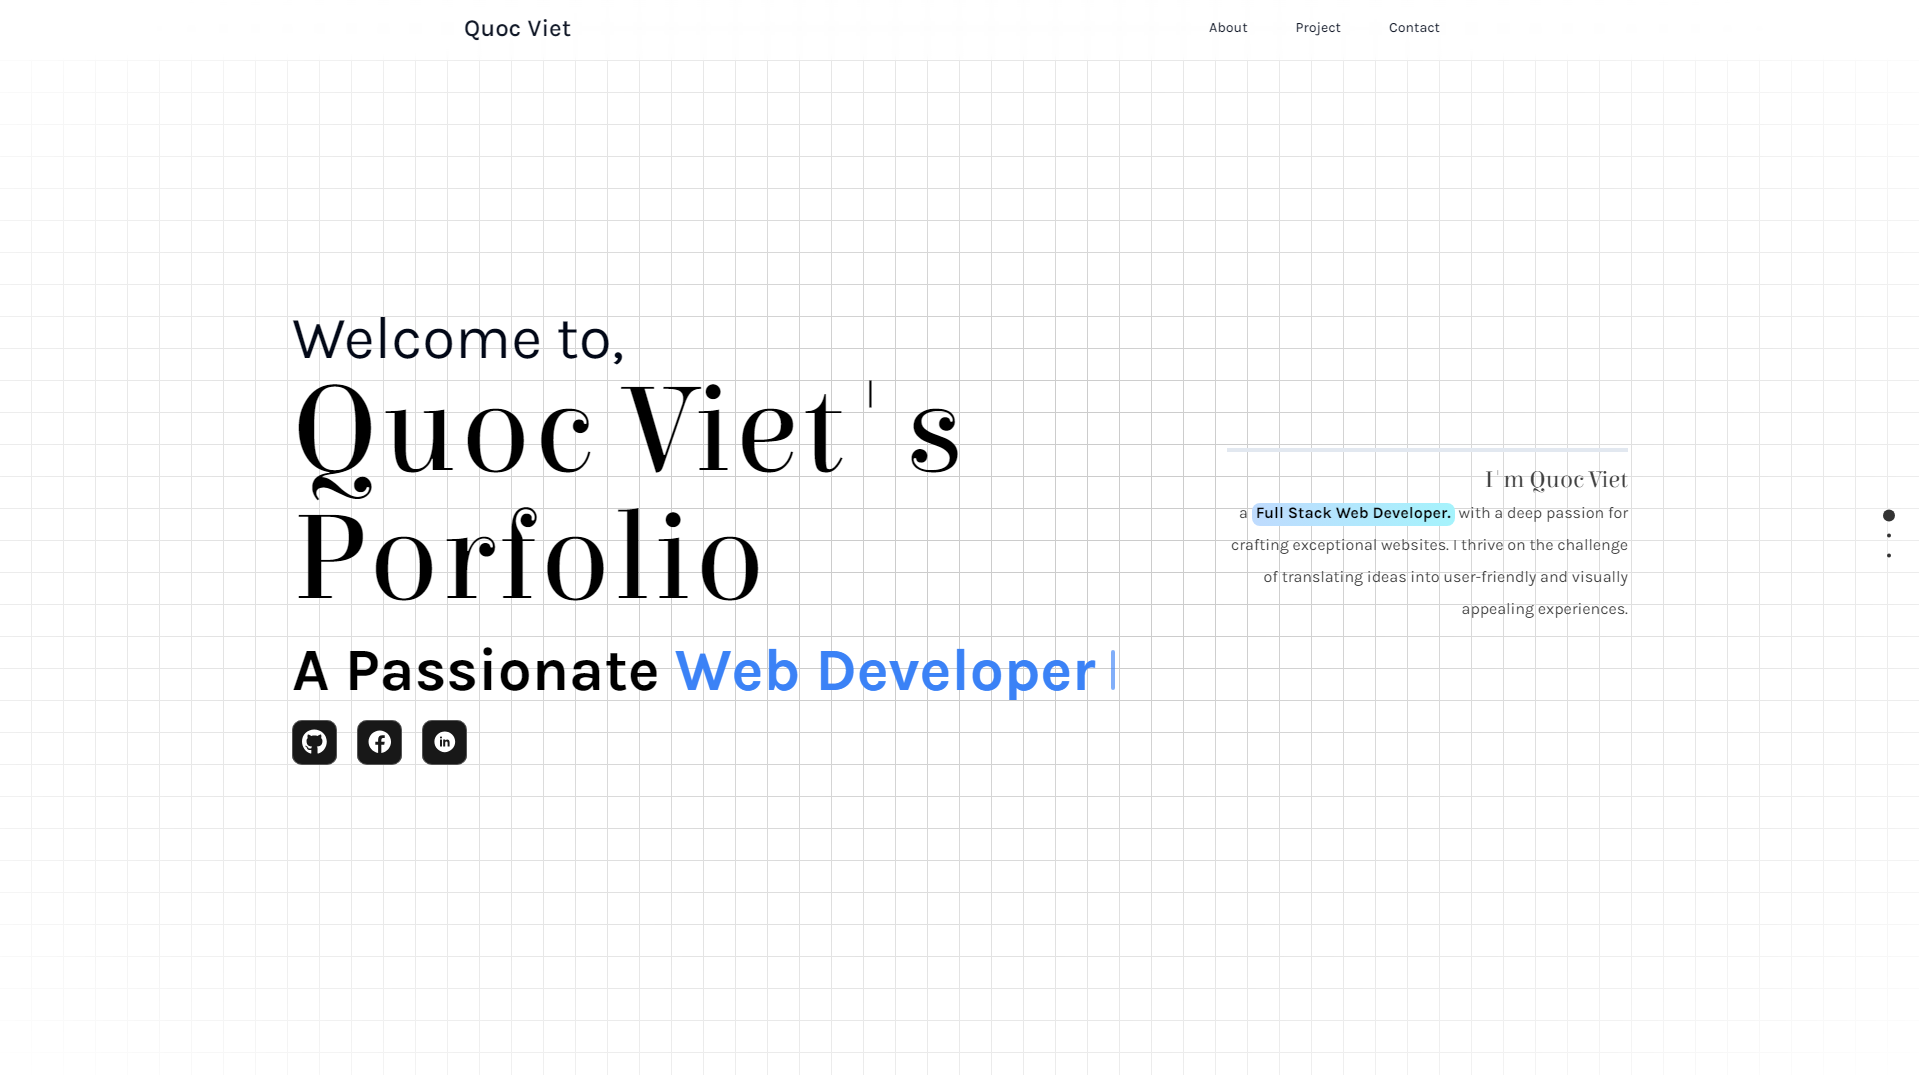 Quoc Viet
About
Project
Contact
Welcome to,
Quoc Viet's
Porfolio
A Passionate Web Developer
I'm Quoc Viet
a Full Stack Web Developer. with a deep passion for
crafting exceptional websites. I thrive on the challenge
of translating ideas into user-friendly and visually
appealing experiences.